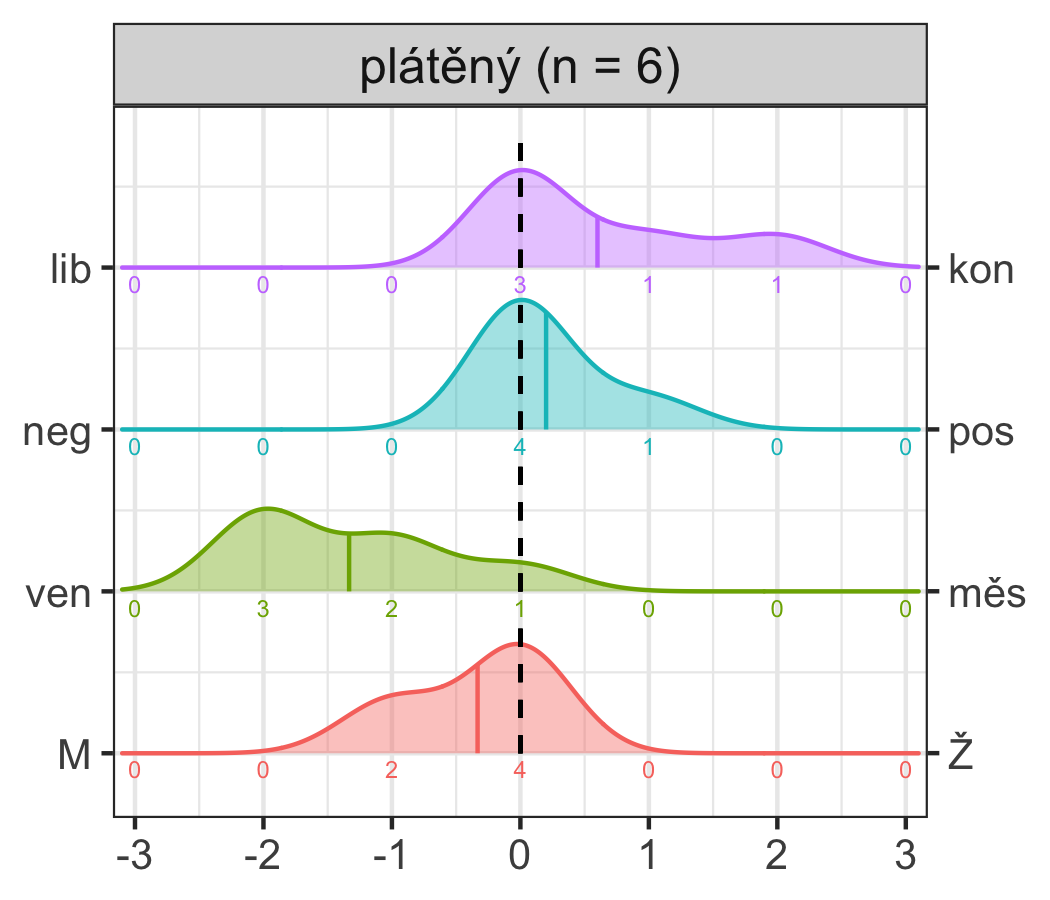 plátěný (n = 6)
lib kon
0 0 0 3 1 1 0
neg pos
0 0 0 4 1 0 0
ven měs
0 3 2 1 0 0 0
M Ž
0 0 2 4 0 0 0
-3 -2 -1 0 1 2 3